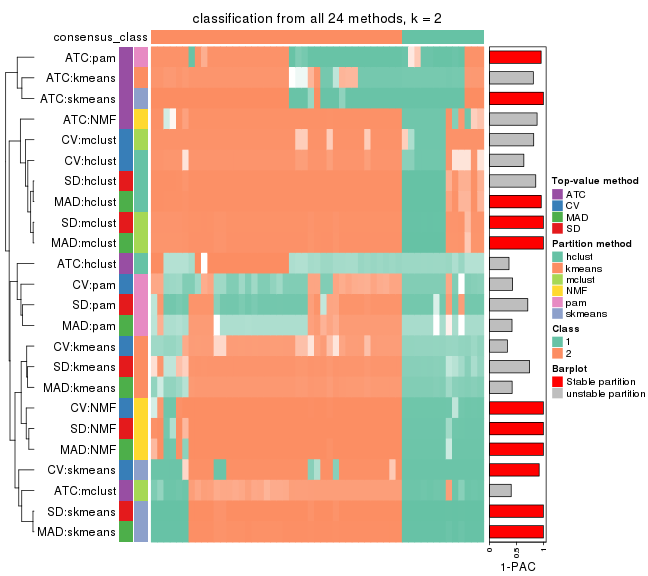 classification from all 24 methods, k = 2
consensus_class
ATC:pam
ATC:kmeans
ATC:skmeans
ATC:NMF
CV:mclust
CV:hclust
SD:hclust
MAD:hclust
SD:mclust
MAD:mclust
ATC:hclust
CV:pam
SD:pam
MAD:pam
CV:kmeans
SD:kmeans
MAD:kmeans
CV:NMF
SD:NMF
MAD:NMF
CV:skmeans
ATC:mclust
SD:skmeans
MAD:skmeans
0 0.5 1
1-PAC
Top-value method
ATC
CV
MAD
SD
Partition method
hclust
kmeans
mclust
NMF
pam
skmeans
Class
1
2
Barplot
Stable partition
unstable partition